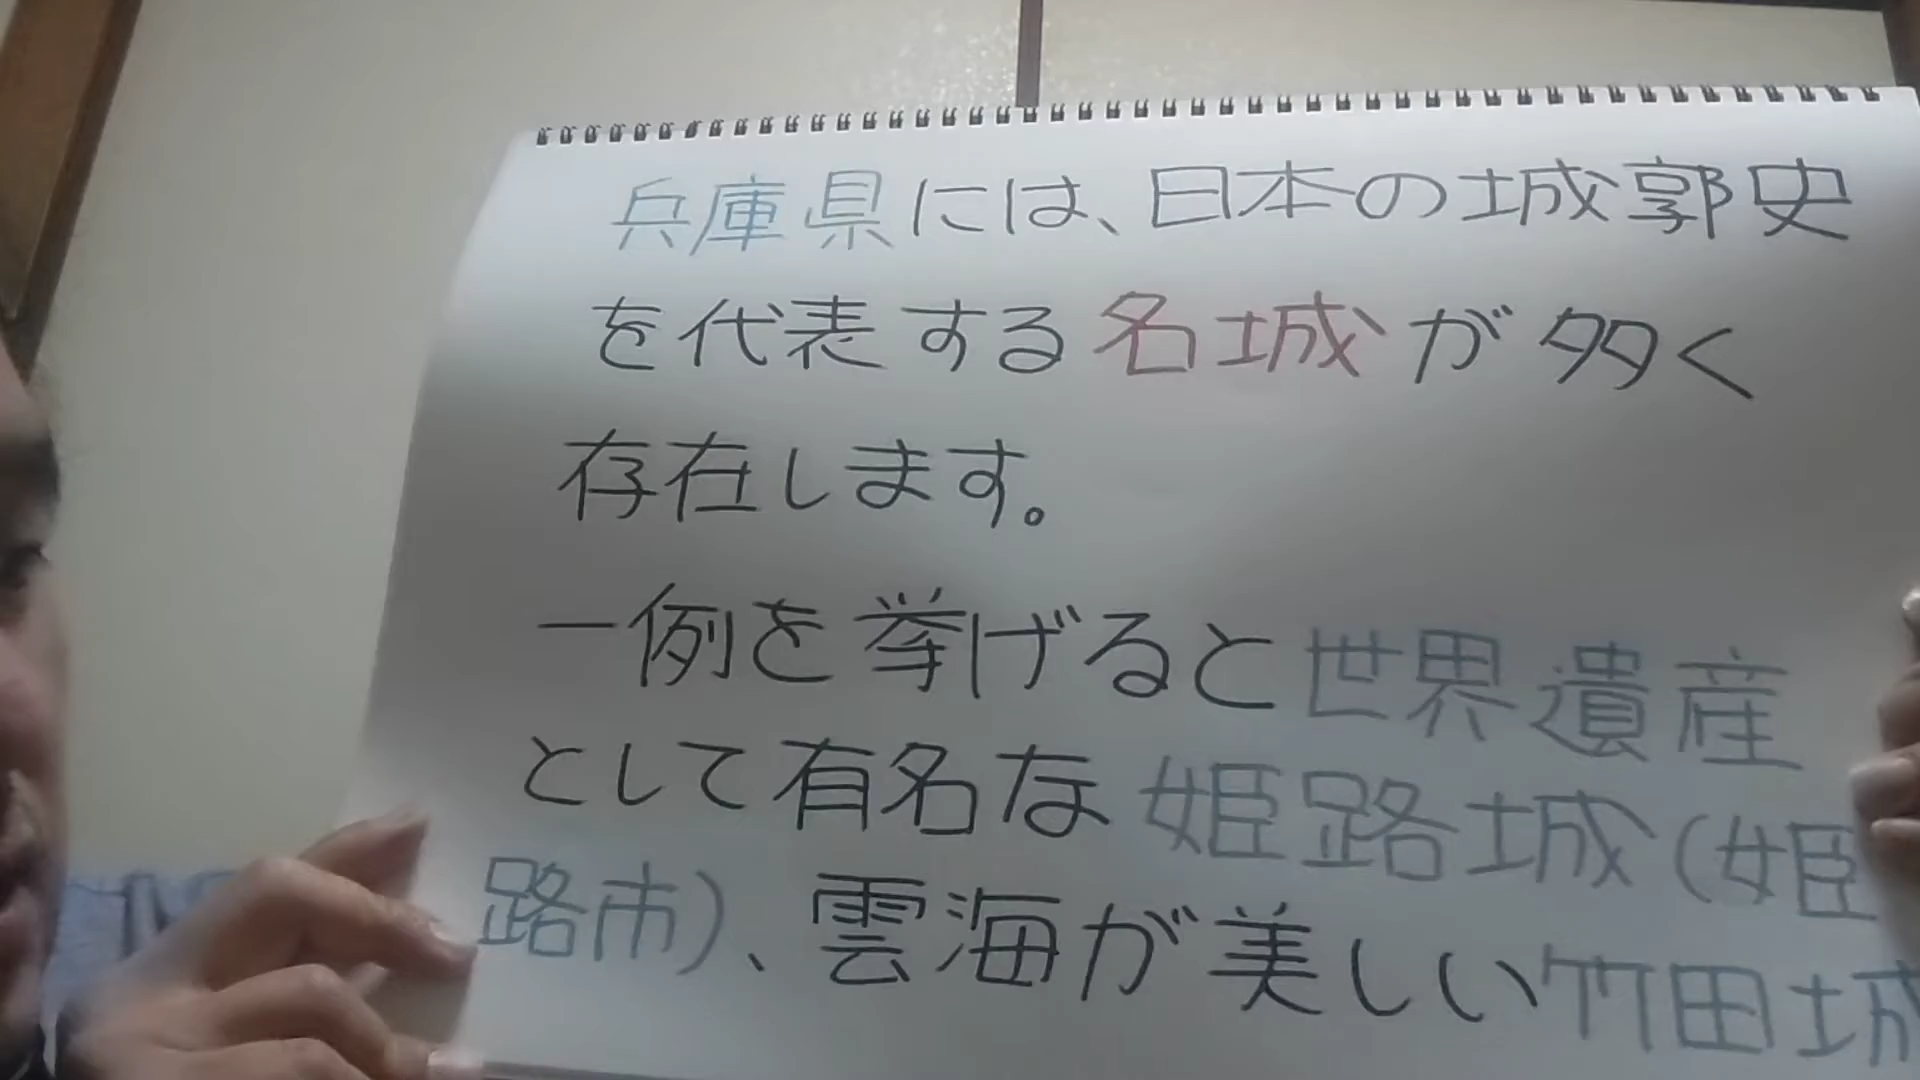 兵庫県には、日本の城郭史
を代表する名城が多く
存在します。
一例を挙げると世界遺産
として有名な姫路城(姫
路市)、雲海が美しい竹田城